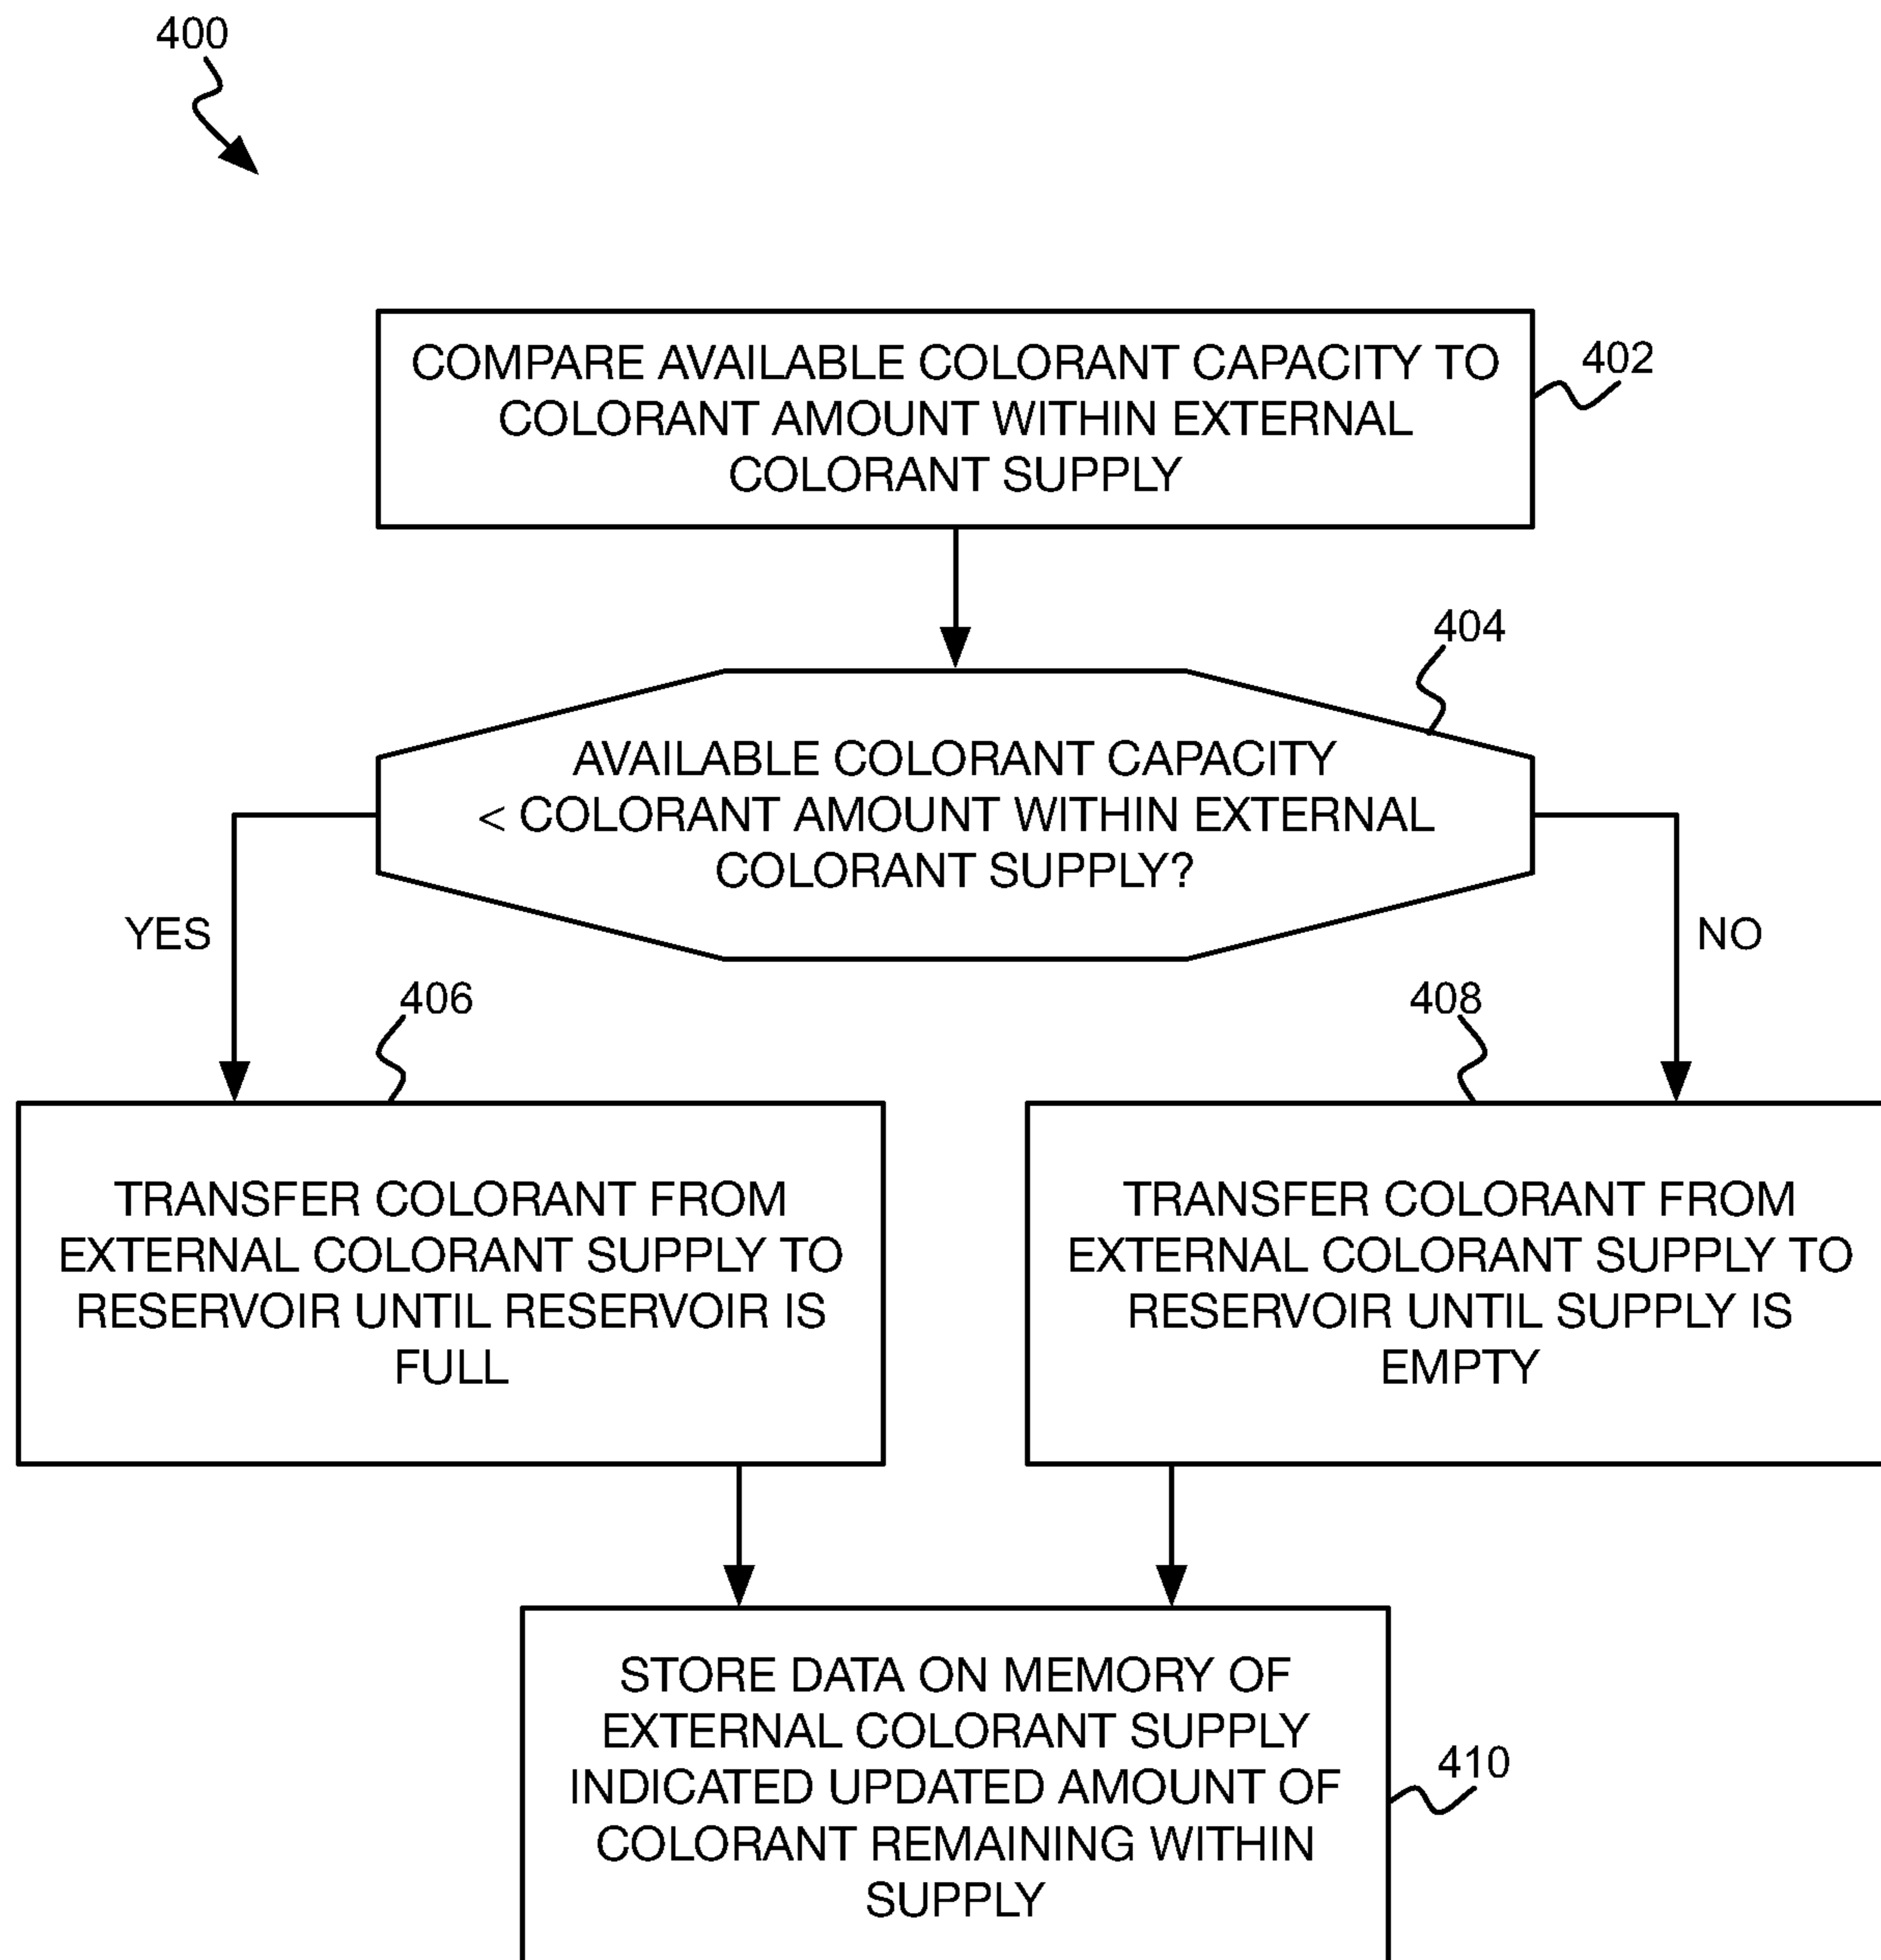 400
COMPARE AVAILABLE COLORANT CAPACITY TO
COLORANT AMOUNT WITHIN EXTERNAL
COLORANT SUPPLY
402
404
AVAILABLE COLORANT CAPACITY
< COLORANT AMOUNT WITHIN EXTERNAL
COLORANT SUPPLY?
YES
NO
406
408
TRANSFER COLORANT FROM
EXTERNAL COLORANT SUPPLY TO
RESERVOIR UNTIL RESERVOIR IS
FULL
TRANSFER COLORANT FROM
EXTERNAL COLORANT SUPPLY TO
RESERVOIR UNTIL SUPPLY IS
EMPTY
STORE DATA ON MEMORY OF
EXTERNAL COLORANT SUPPLY
INDICATED UPDATED AMOUNT OF
COLORANT REMAINING WITHIN
SUPPLY
410